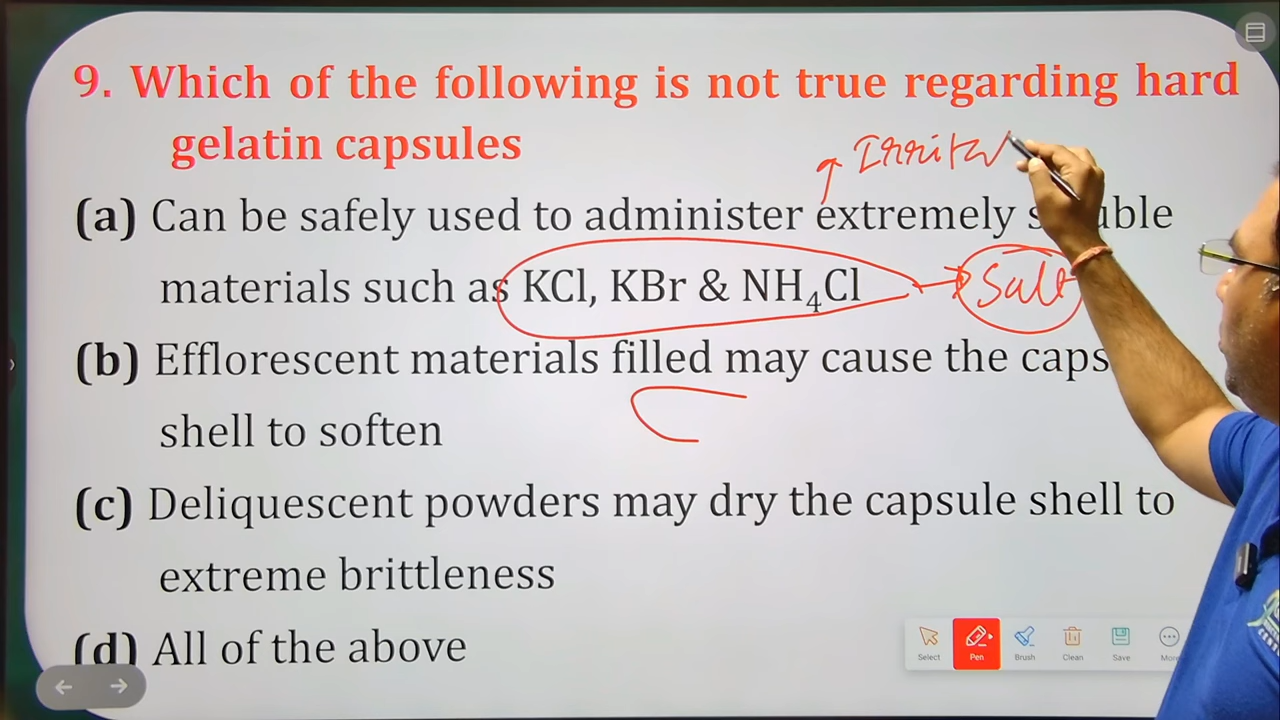 9. Which of the following is not true regarding hard
gelatin capsules
Irrita
(a) Can be safely used to administer extremely
materials such as KCl, KBr & NH₄Cl
Salt
(b) Efflorescent materials filled may cause the caps
shell to soften
(c) Deliquescent powders may dry the capsule shell to
extreme brittleness
(d) All of the above
Select Pen Brush Clean Save More